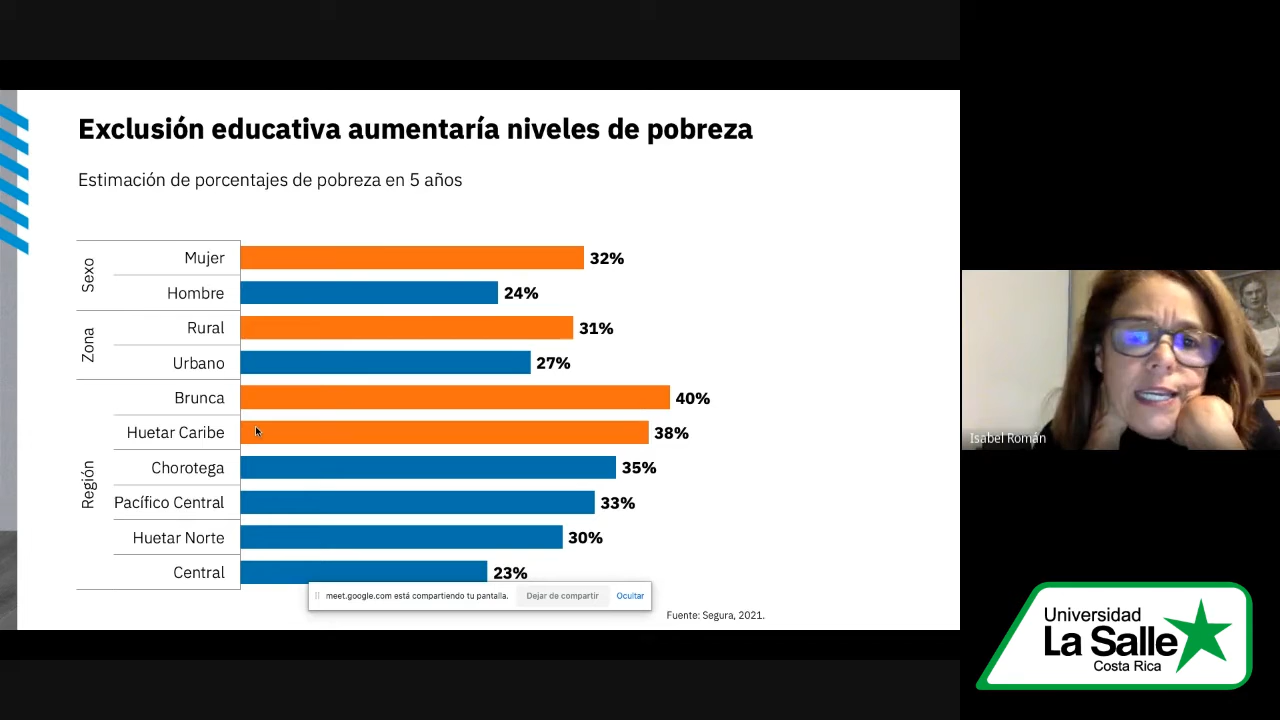 Exclusión educativa aumentaría niveles de pobreza
Estimación de porcentajes de pobreza en 5 años
Sexo
Mujer 32%
Hombre 24%
Zona
Rural 31%
Urbano 27%
Región
Brunca 40%
Huetar Caribe 38%
Chorotega 35%
Pacífico Central 33%
Huetar Norte 30%
Central 23%
meet.google.com está compartiendo tu pantalla. Dejar de compartir Ocultar
Fuente: Segura, 2021.
Isabel Román
Universidad
La Salle
Costa Rica